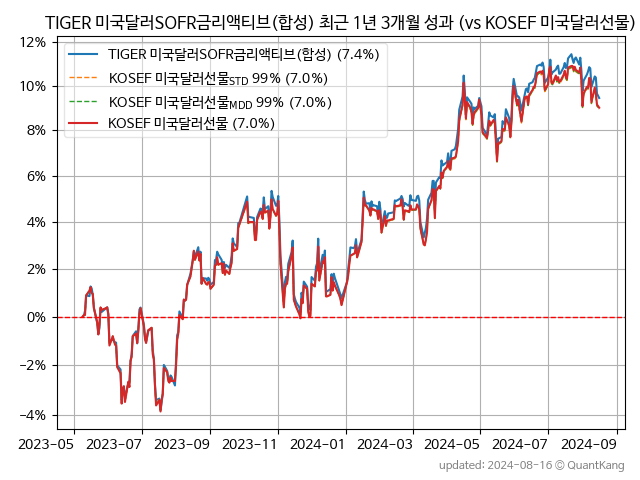 TIGER 미국달러SOFR금리액티브(합성) 최근 1년 3개월 성과 (vs KOSEF 미국달러선물)
TIGER 미국달러SOFR금리액티브(합성) (7.4%)
KOSEF 미국달러선물STD 99% (7.0%)
KOSEF 미국달러선물MDD 99% (7.0%)
KOSEF 미국달러선물 (7.0%)
12%
10%
8%
6%
4%
2%
0%
−2%
−4%
2023-05 2023-07 2023-09 2023-11 2024-01 2024-03 2024-05 2024-07 2024-09
updated: 2024-08-16 © QuantKang